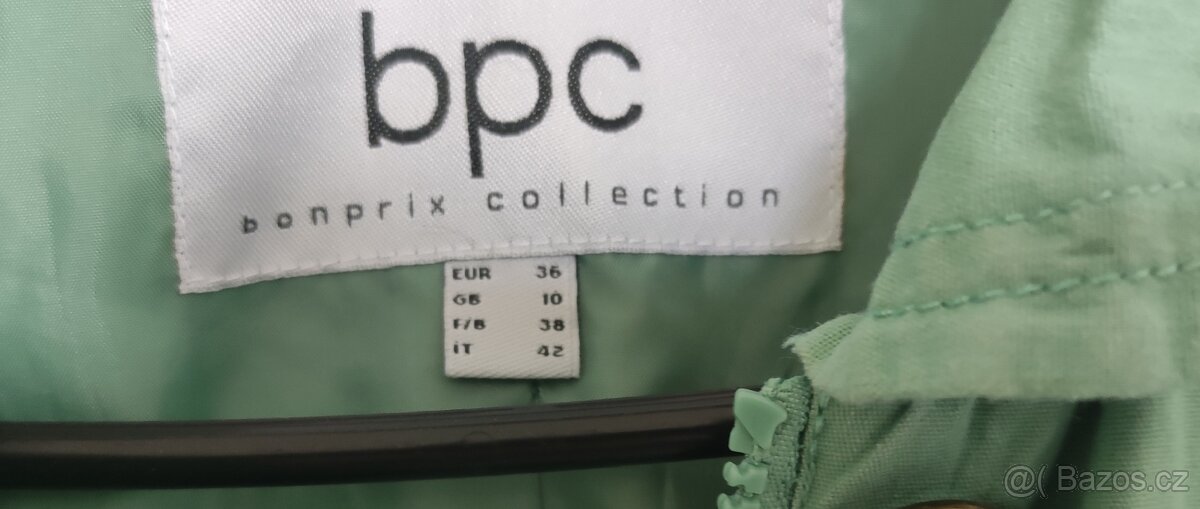 bpc
bonprix collection
EUR 36
GB 10
F/B 38
IT 42
@( Bazos.cz